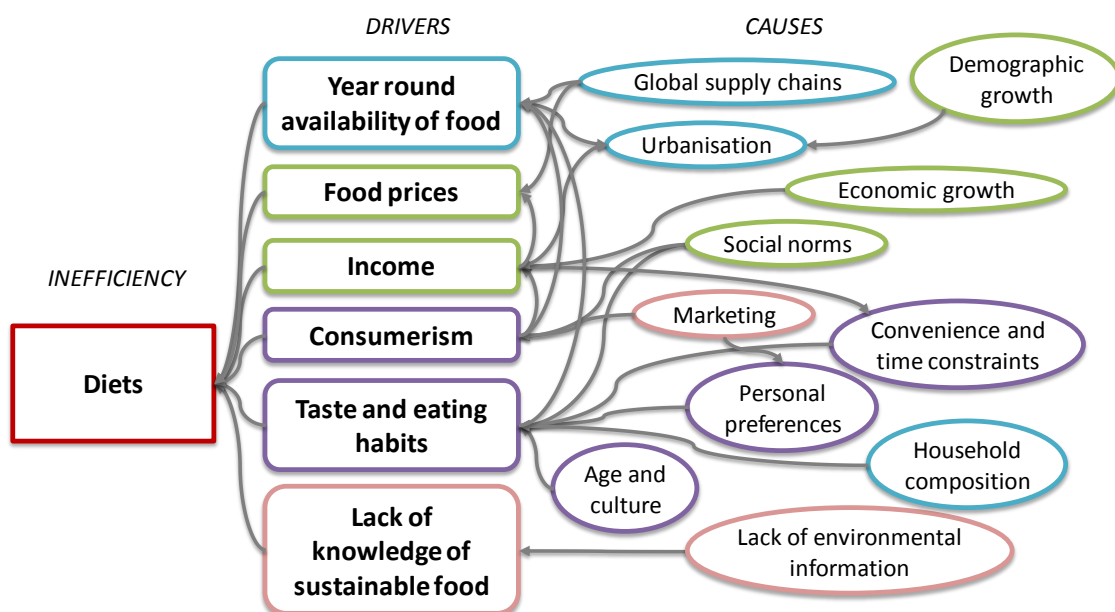 DRIVERS
CAUSES
Year round
availability of food
Food prices
Income
Consumerism
Taste and eating
habits
Lack of
knowledge of
sustainable food
INEFFICIENCY
Diets
Global supply chains
Demographic
growth
Urbanisation
Economic growth
Social norms
Marketing
Convenience and
time constraints
Personal
preferences
Household
composition
Age and
culture
Lack of environmental
information